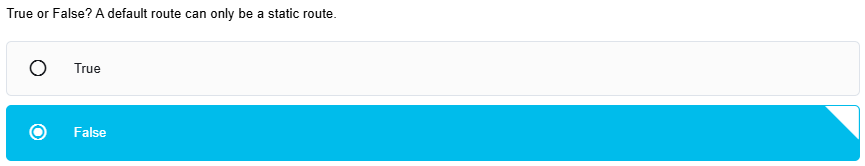 True or False? A default route can only be a static route.
True
False